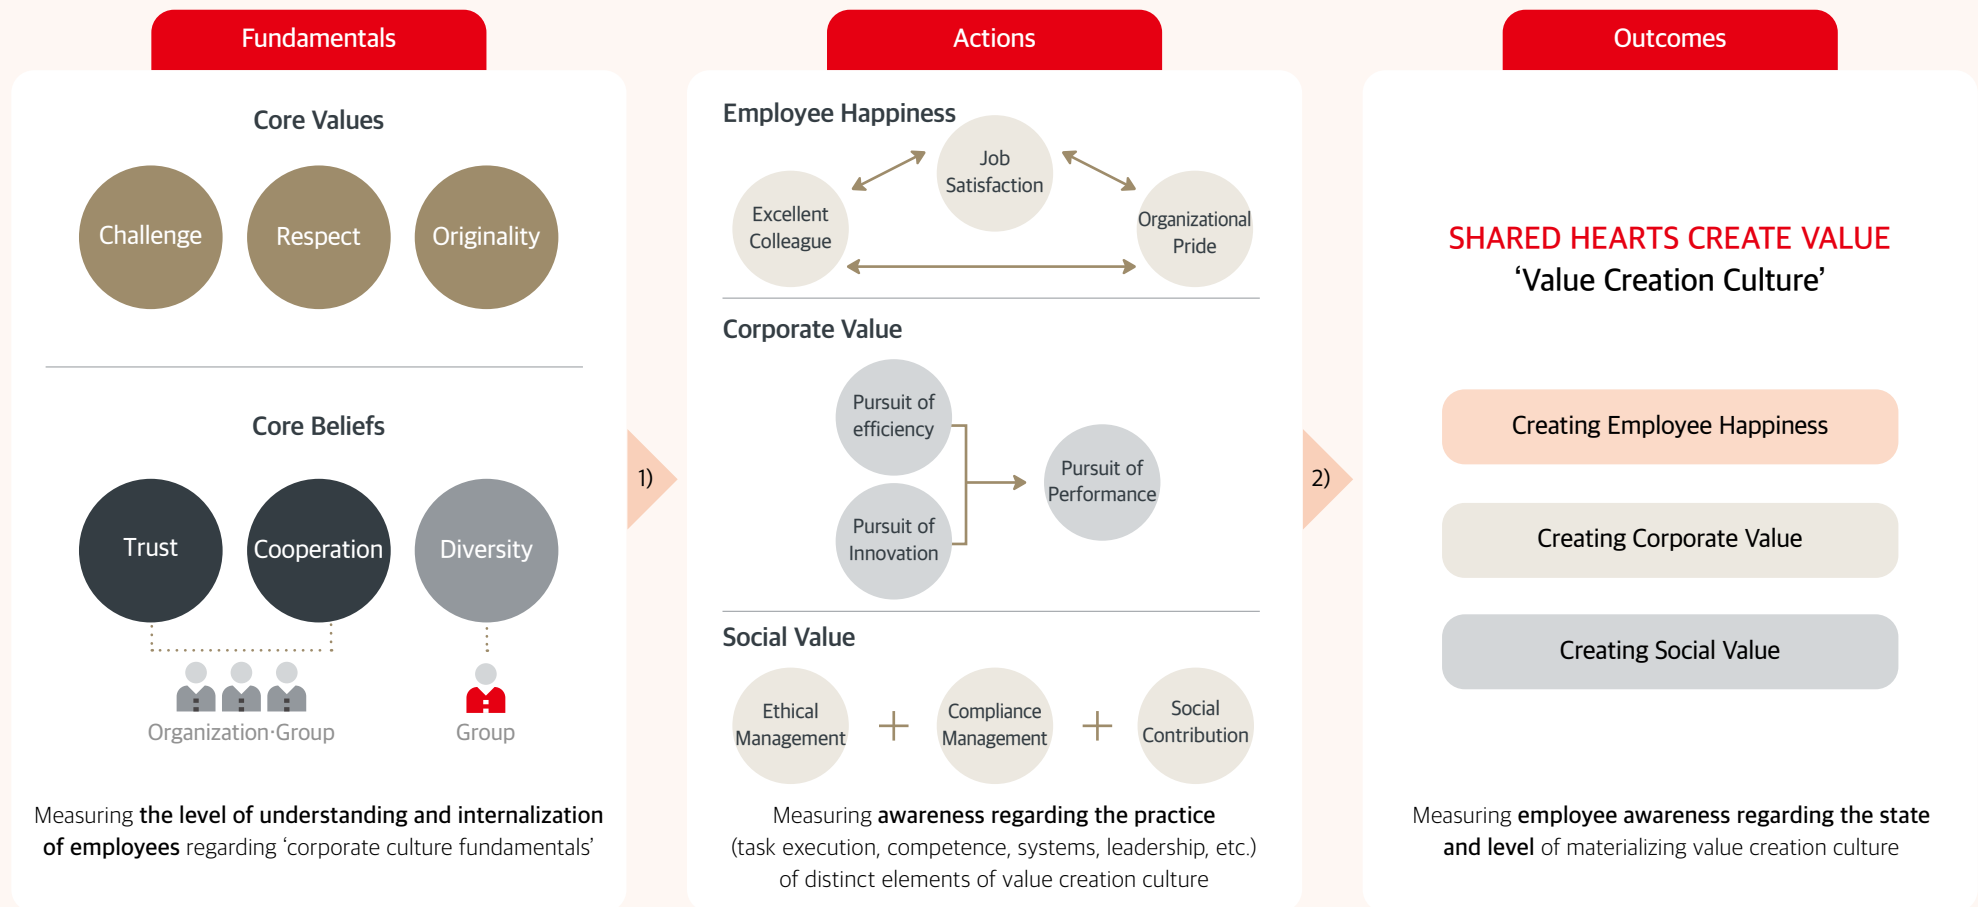 Fundamentals
Core Values
Challenge
Respect
Originality
Core Beliefs
Trust
Cooperation
Diversity
Organization·Group
Group
Measuring the level of understanding and internalization
of employees regarding ‘corporate culture fundamentals’
1)
Actions
Employee Happiness
Job
Satisfaction
Excellent
Colleague
Organizational
Pride
Corporate Value
Pursuit of
efficiency
Pursuit of
Innovation
Pursuit of
Performance
Social Value
Ethical
Management
Compliance
Management
Social
Contribution
Measuring awareness regarding the practice
(task execution, competence, systems, leadership, etc.)
of distinct elements of value creation culture
2)
Outcomes
SHARED HEARTS CREATE VALUE
‘Value Creation Culture’
Creating Employee Happiness
Creating Corporate Value
Creating Social Value
Measuring employee awareness regarding the state
and level of materializing value creation culture